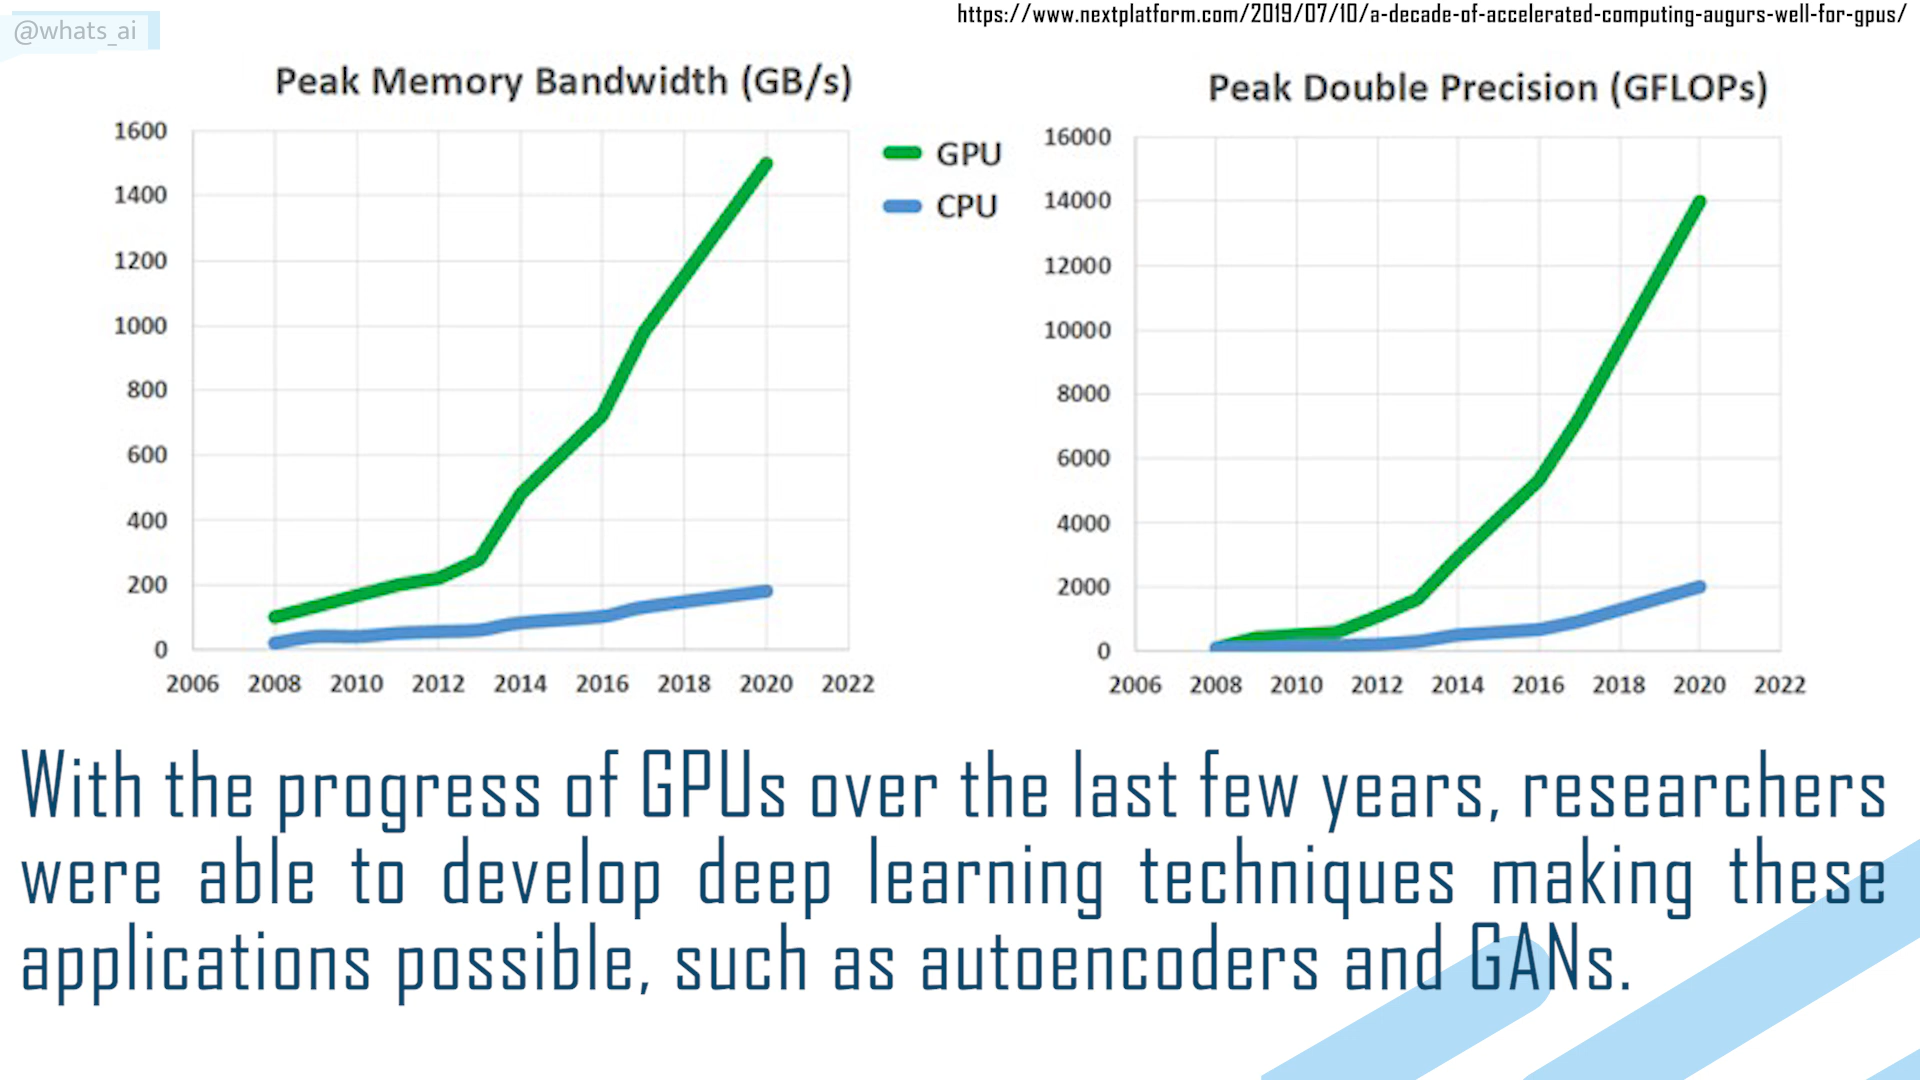 @whats_ai
https://www.nextplatform.com/2019/07/10/a-decade-of-accelerated-computing-augurs-well-for-gpus/
Peak Memory Bandwidth (GB/s)
1600
1400
1200
1000
800
600
400
200
0
2006 2008 2010 2012 2014 2016 2018 2020 2022
GPU
CPU
Peak Double Precision (GFLOPs)
16000
14000
12000
10000
8000
6000
4000
2000
0
2006 2008 2010 2012 2014 2016 2018 2020 2022
With the progress of GPUs over the last few years, researchers
were able to develop deep learning techniques making these
applications possible, such as autoencoders and GANs.